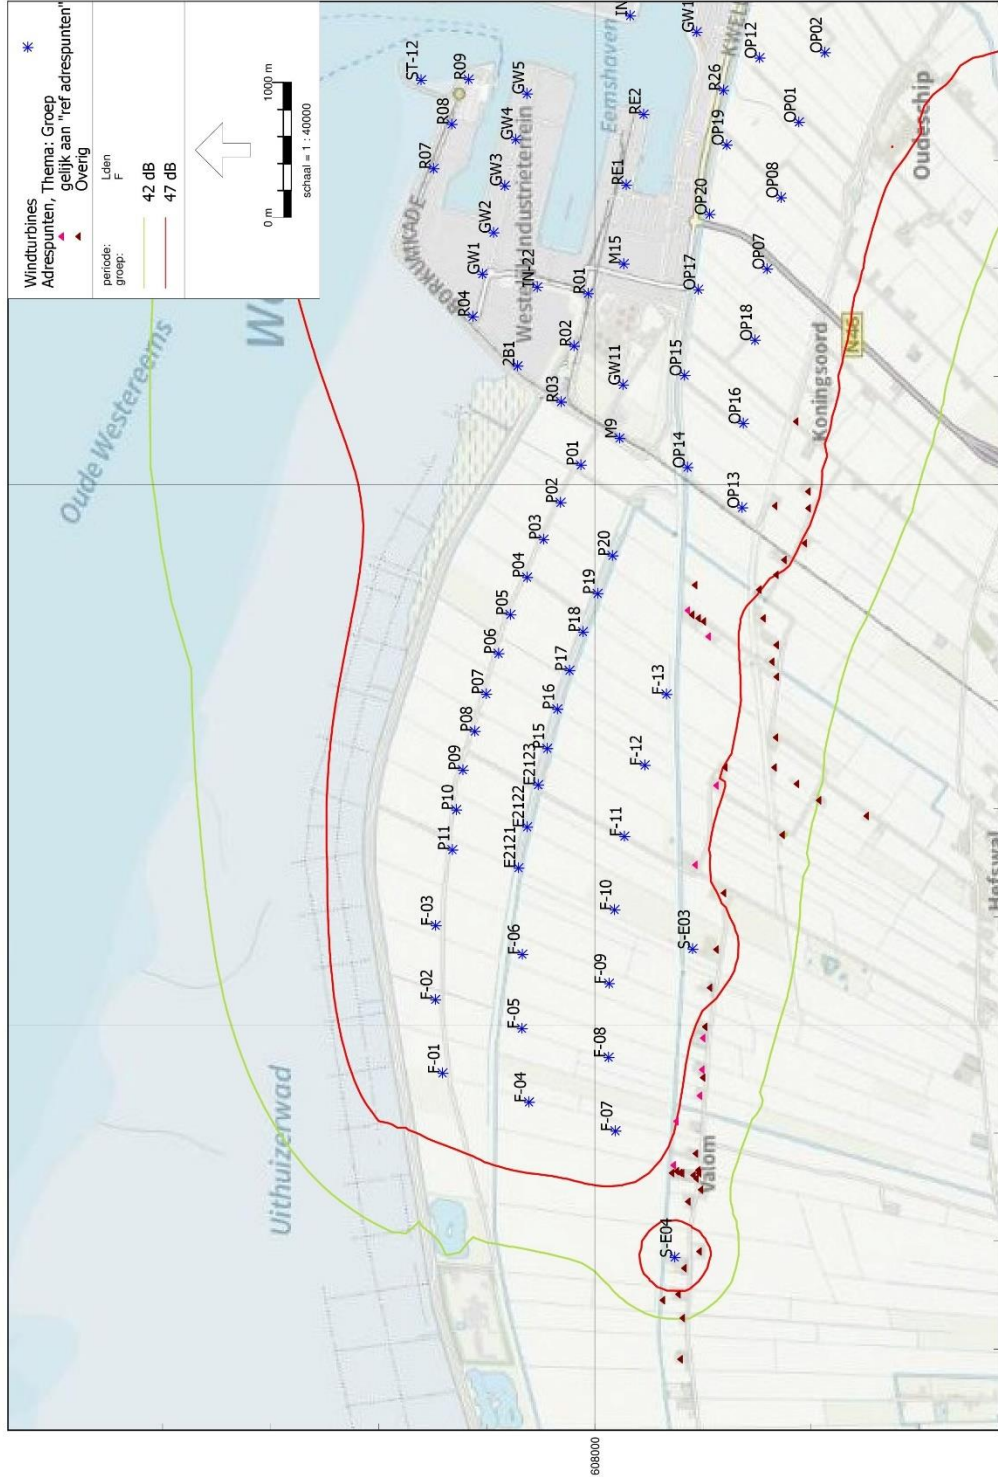 Windturbines
Adrespunten, Thema: Groep
gelijk aan "ref adrespunten"
Overig
periode: Lden
groep: F
42 dB
47 dB
0 m 1000 m
schaal = 1 : 40000
Oude Westereems
Uithuizerwad
BORKUMKADE
Westelijk Industrieterrein
Eemshaven
Koningsoord
Oudeschip
N46
Valom
608000
ST-12
R09
R08
R07
GW5
GW4
GW3
GW2
GW1
R04
IN-22
R01
R02
2B1
R03
RE2
RE1
M15
GW11
M9
IN
GW1
R26
OP12
OP02
OP19
OP01
OP20
OP08
OP17
OP07
OP18
OP15
OP16
OP14
OP13
P01
P02
P03
P04
P05
P06
P07
P08
P09
P10
P11
P20
P19
P18
P17
P16
P15
E2123
E2122
E2121
F-03
F-02
F-01
F-06
F-05
F-04
F-13
F-12
F-11
F-10
F-09
F-08
F-07
S-E03
S-E04